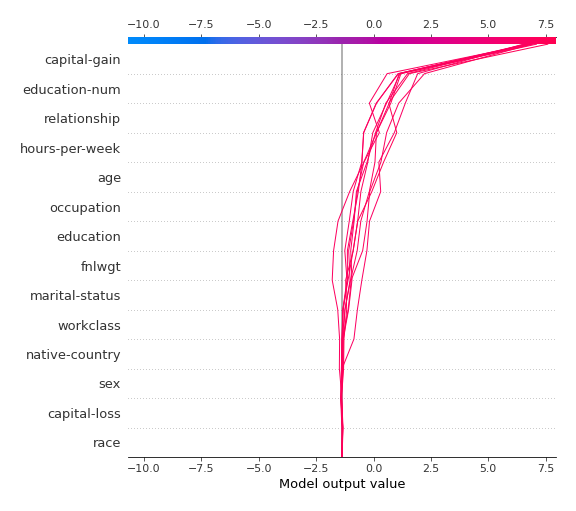 -10.0 -7.5 -5.0 -2.5 0.0 2.5 5.0 7.5
capital-gain
education-num
relationship
hours-per-week
age
occupation
education
fnlwgt
marital-status
workclass
native-country
sex
capital-loss
race
-10.0 -7.5 -5.0 -2.5 0.0 2.5 5.0 7.5
Model output value